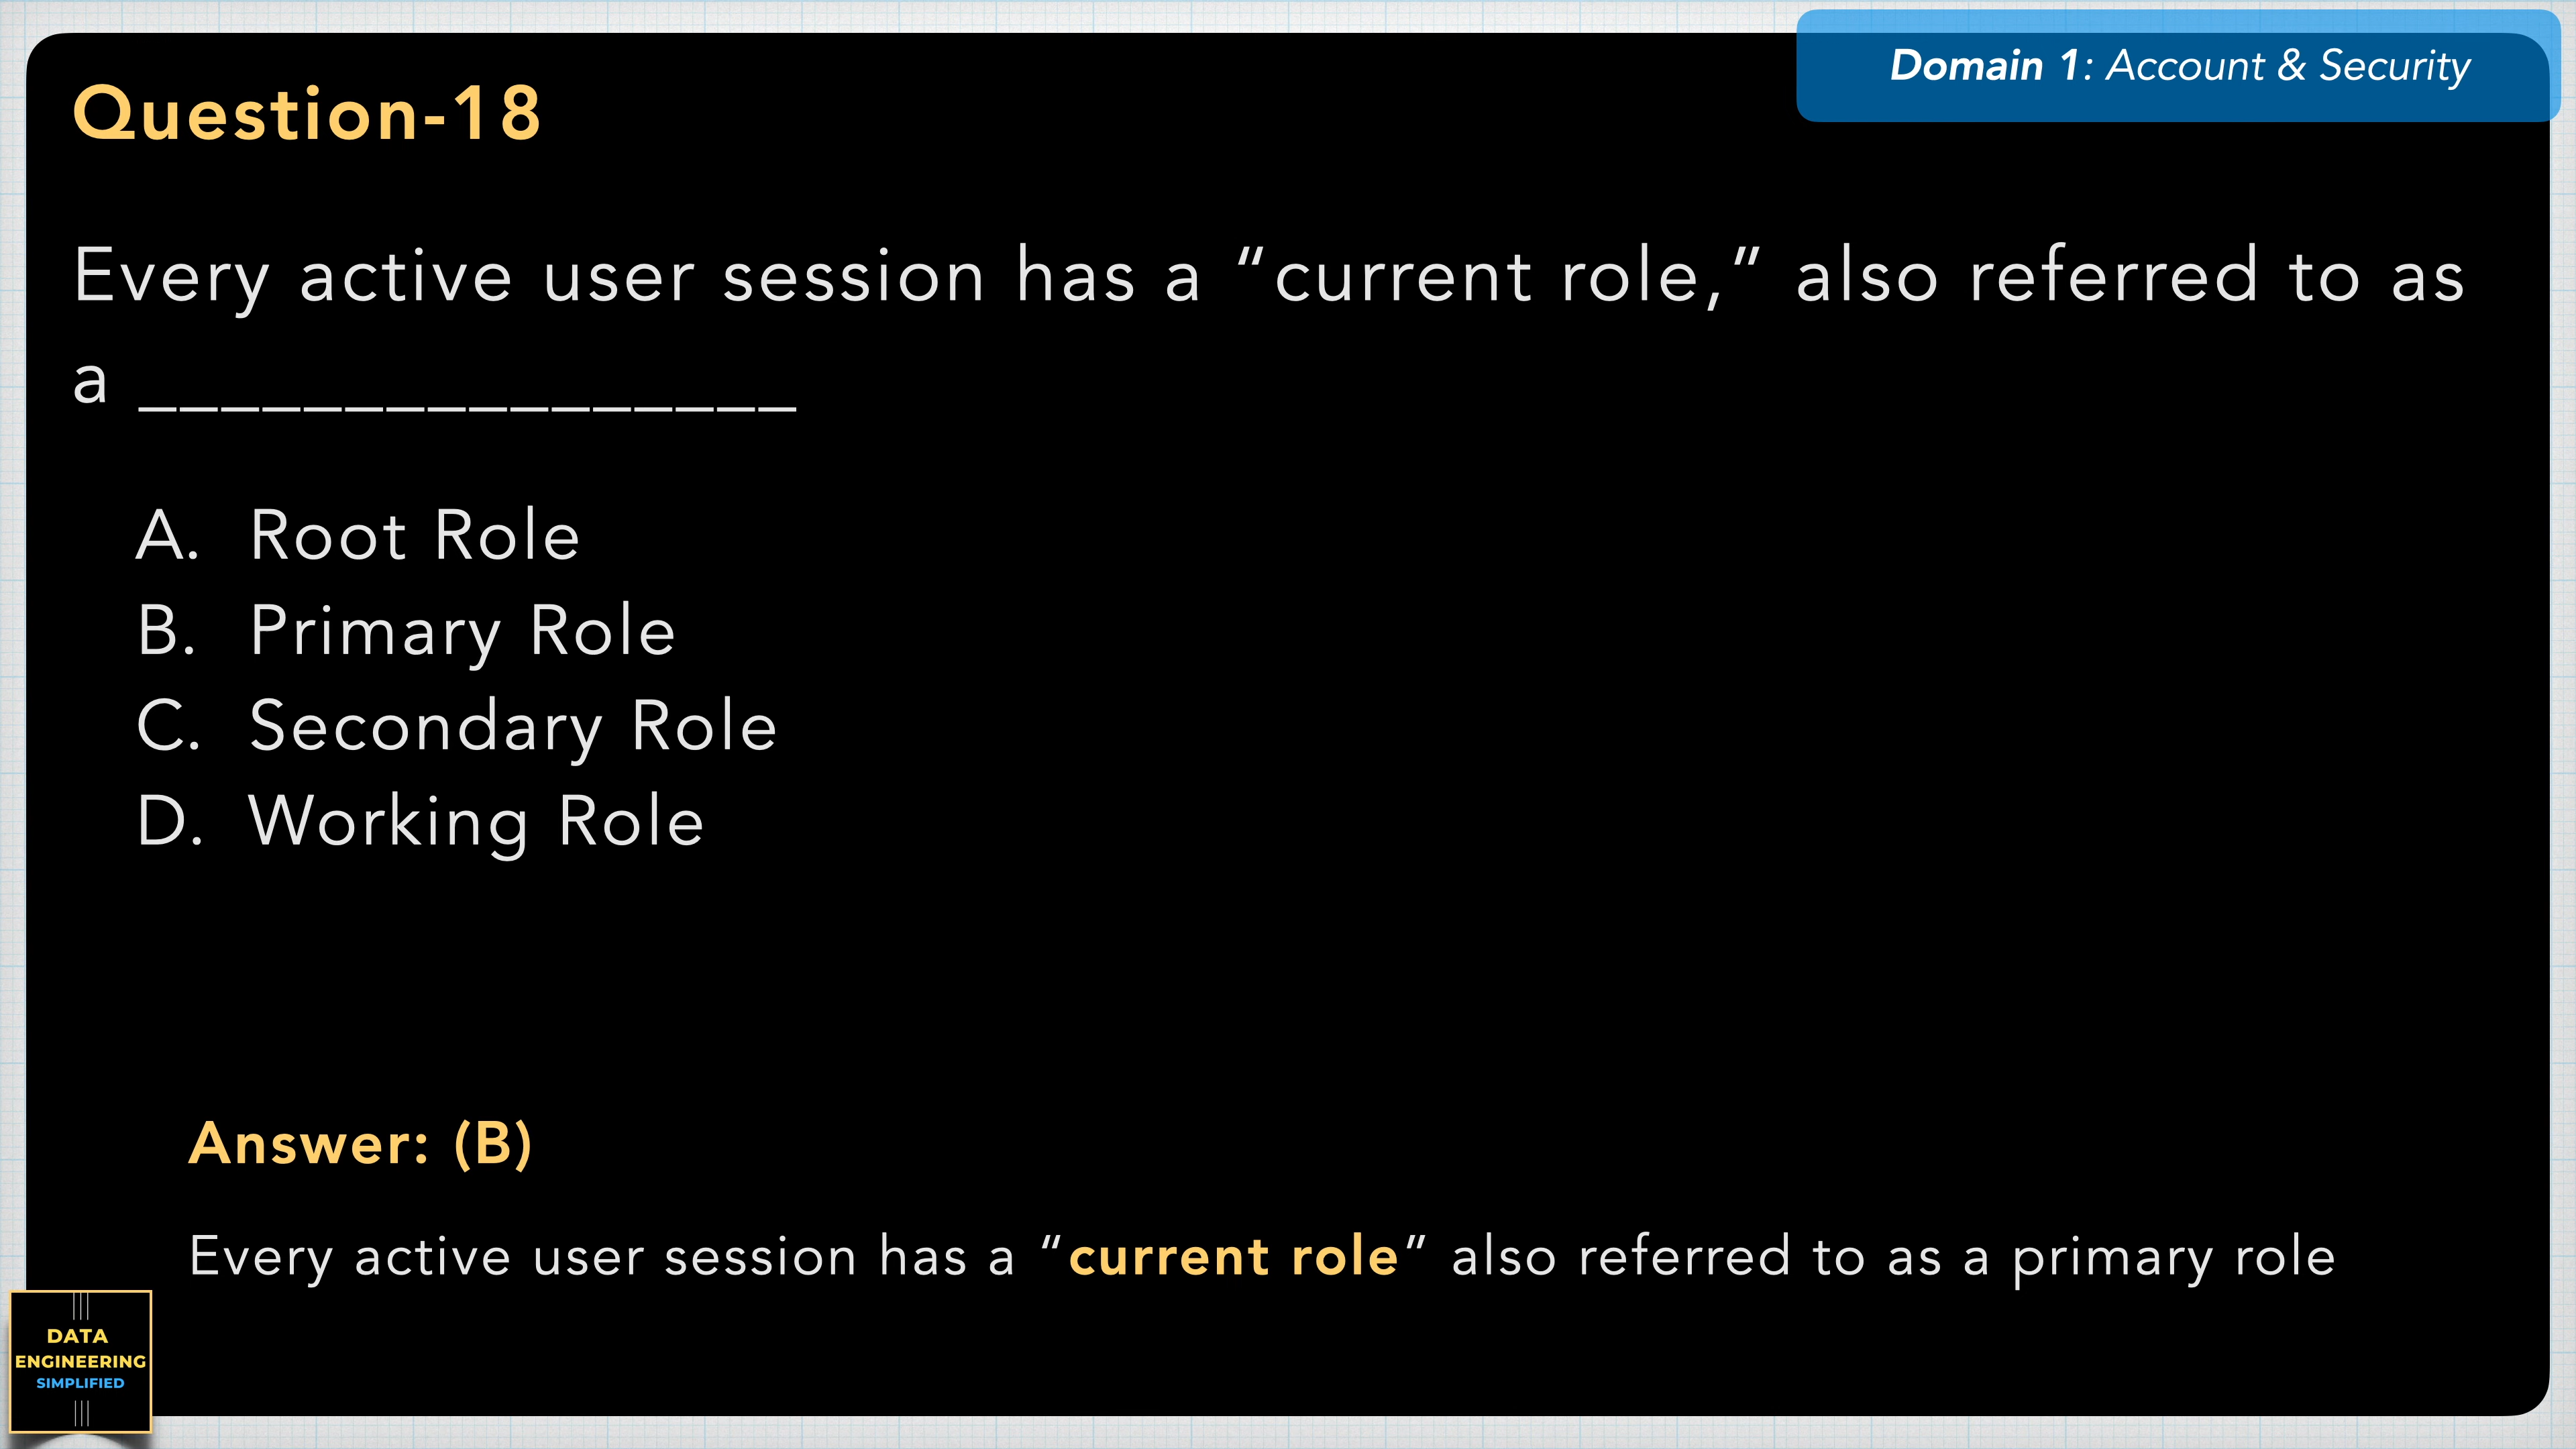 Domain 1: Account & Security
Question-18
Every active user session has a “current role,” also referred to as
a ________________
A. Root Role
B. Primary Role
C. Secondary Role
D. Working Role
Answer: (B)
Every active user session has a “current role” also referred to as a primary role
DATA
ENGINEERING
SIMPLIFIED